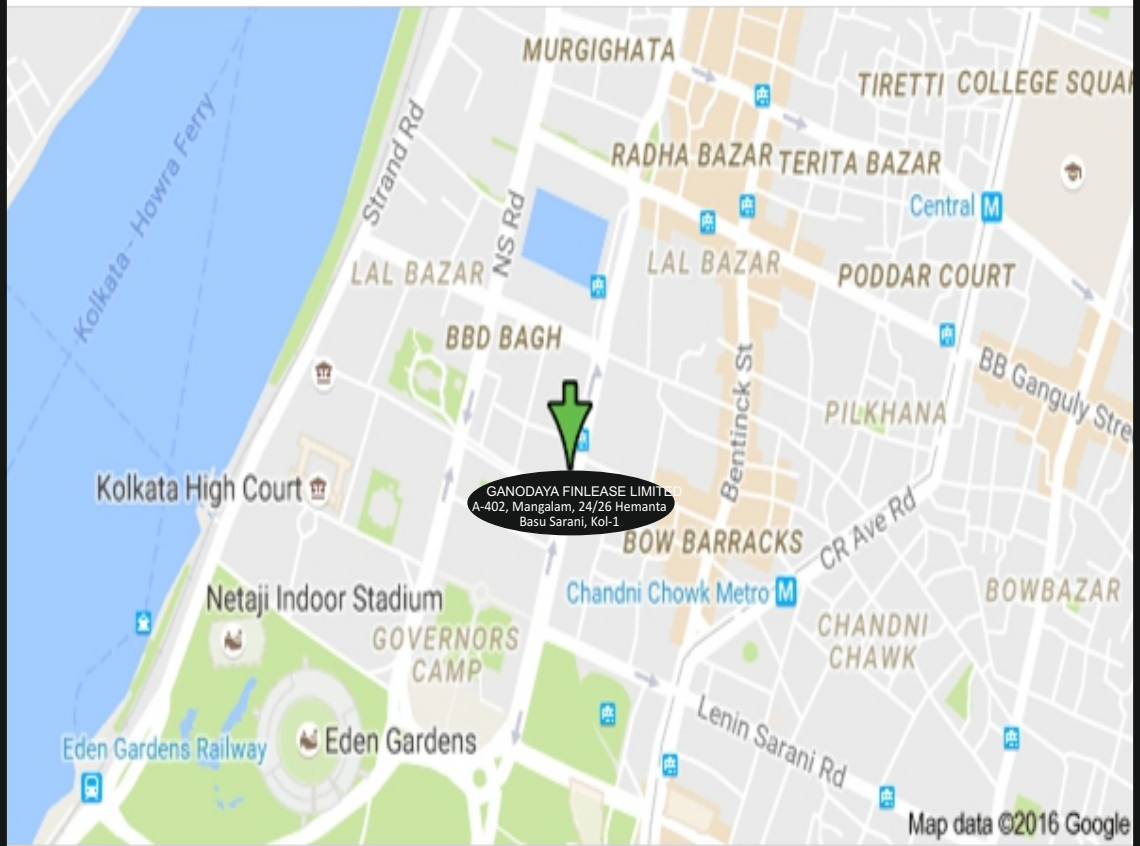 MURGIGHATA
TIRETTI
COLLEGE SQUAR
Strand Rd
RADHA BAZAR
TERITA BAZAR
Kolkata - Howra Ferry
NS Rd
Central M
LAL BAZAR
LAL BAZAR
PODDAR COURT
BBD BAGH
BB Ganguly Stre
Bentinck St
PILKHANA
Kolkata High Court
GANODAYA FINLEASE LIMITED
A-402, Mangalam, 24/26 Hemanta
Basu Sarani, Kol-1
BOW BARRACKS
CR Ave Rd
Chandni Chowk Metro M
BOWBAZAR
Netaji Indoor Stadium
GOVERNORS
CAMP
CHANDNI
CHAWK
Lenin Sarani Rd
Eden Gardens Railway
Eden Gardens
Map data ©2016 Google